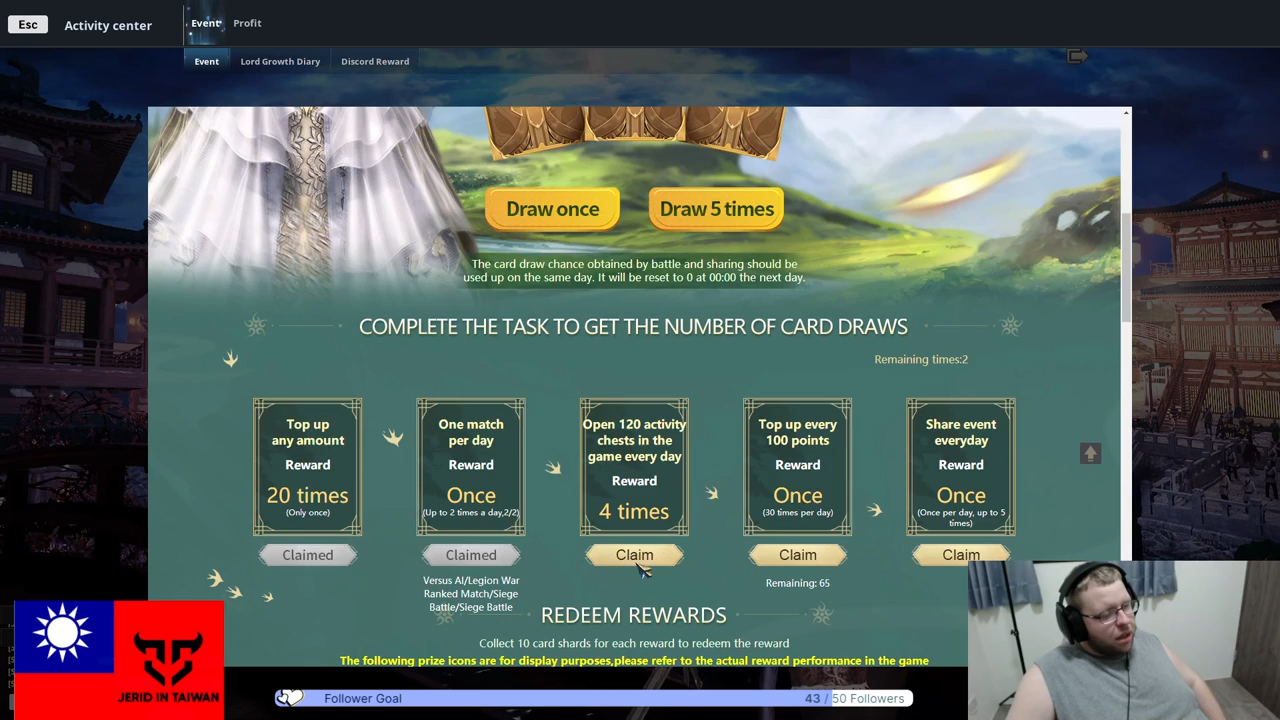 Esc
Activity center
Event
Profit
Event
Lord Growth Diary
Discord Reward
Draw once
Draw 5 times
The card draw chance obtained by battle and sharing should be
used up on the same day. It will be reset to 0 at 00:00 the next day.
COMPLETE THE TASK TO GET THE NUMBER OF CARD DRAWS
Remaining times:2
Top up
any amount
Reward
20 times
(Only once)
Claimed
One match
per day
Reward
Once
(Up to 2 times a day,2/2)
Claimed
Versus AI/Legion War
Ranked Match/Siege
Battle/Siege Battle
Open 120 activity
chests in the
game every day
Reward
4 times
Claim
Top up every
100 points
Reward
Once
(30 times per day)
Claim
Remaining: 65
Share event
everyday
Reward
Once
(Once per day, up to 5
times)
Claim
REDEEM REWARDS
Collect 10 card shards for each reward to redeem the reward
The following prize icons are for display purposes,please refer to the actual reward performance in the game
JERID IN TAIWAN
Follower Goal
43 / 50 Followers